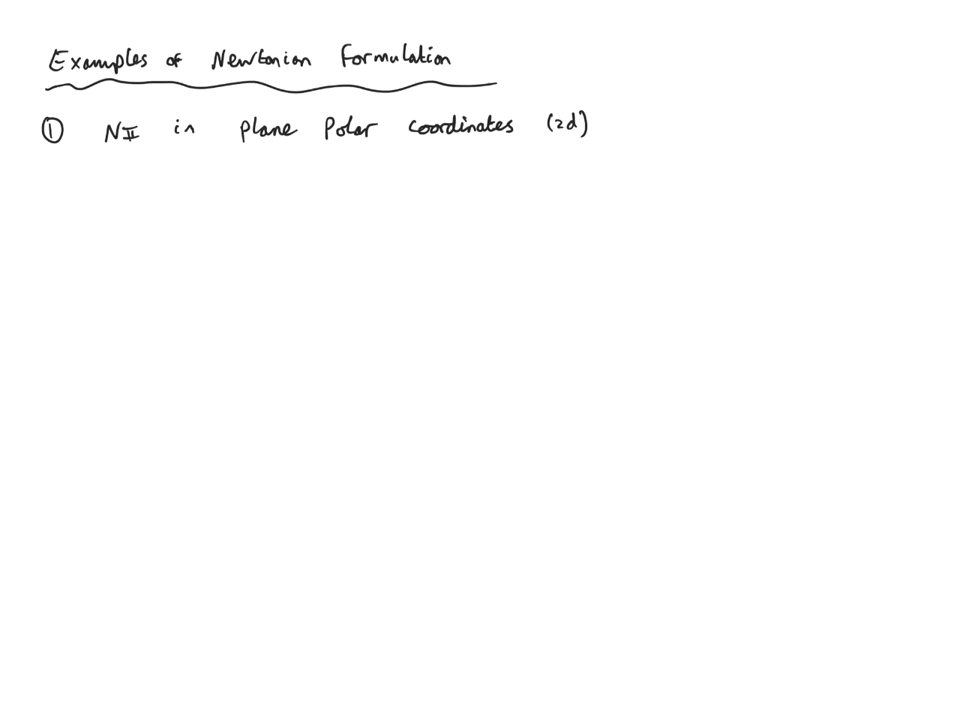 Examples of Newtonian Formulation
① NII in plane Polar coordinates (2d)